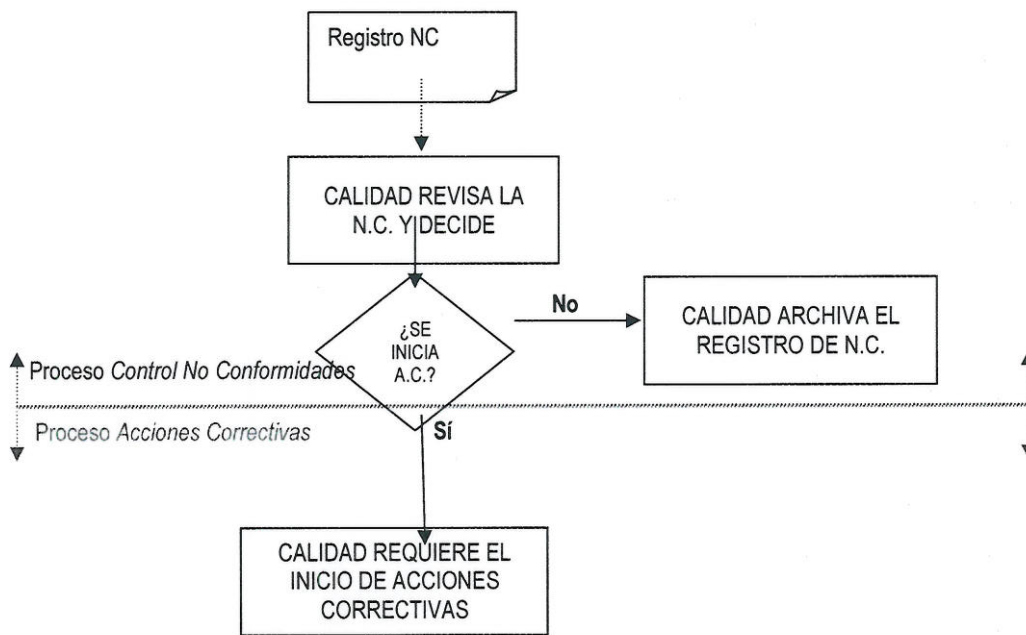 Registro NC
CALIDAD REVISA LA
N.C. Y DECIDE
¿SE
INICIA
A.C.?
No
CALIDAD ARCHIVA EL
REGISTRO DE N.C.
Proceso Control No Conformidades
Proceso Acciones Correctivas
Sí
CALIDAD REQUIERE EL
INICIO DE ACCIONES
CORRECTIVAS